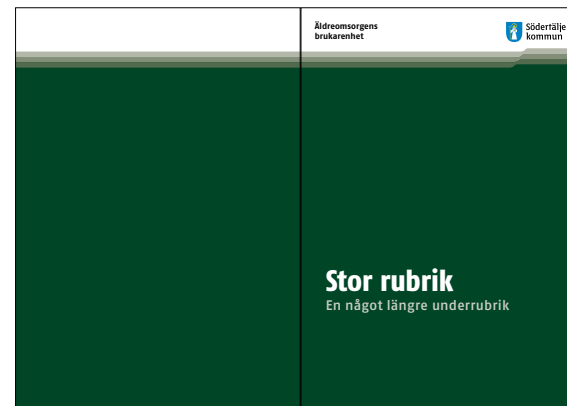 Äldreomsorgens
brukarenhet
Södertälje
kommun
Stor rubrik
En något längre underrubrik